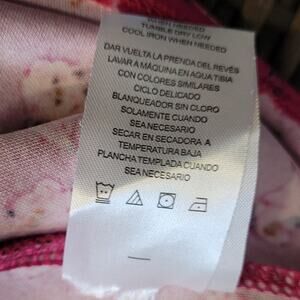 WHEN NEEDED
TUMBLE DRY LOW
COOL IRON WHEN NEEDED
DAR VUELTA LA PRENDA DEL REVÉS
LAVAR A MÁQUINA EN AGUA TIBIA
CON COLORES SIMILARES
CICLO DELICADO
BLANQUEADOR SIN CLORO
SOLAMENTE CUANDO
SEA NECESARIO
SECAR EN SECADORA A
TEMPERATURA BAJA
PLANCHA TEMPLADA CUANDO
SEA NECESARIO